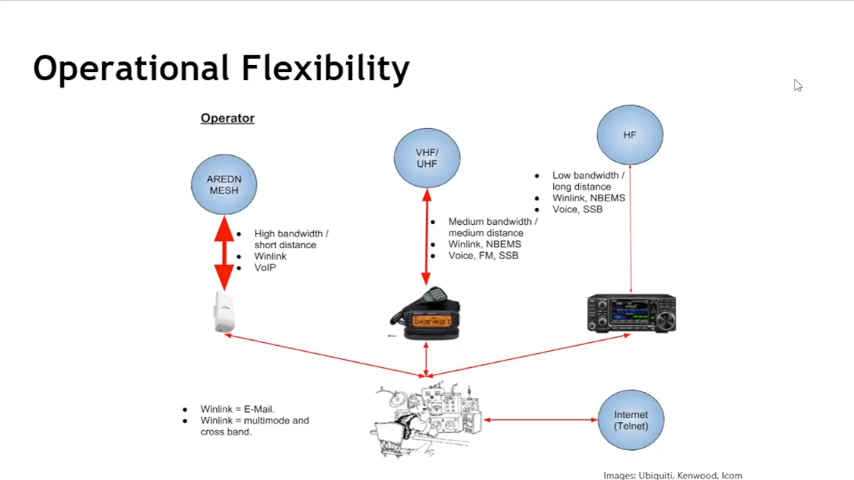 Operational Flexibility
Operator
AREDN
MESH
High bandwidth /
short distance
Winlink
VoIP
VHF/
UHF
Medium bandwidth /
medium distance
Winlink, NBEMS
Voice, FM, SSB
HF
Low bandwidth /
long distance
Winlink, NBEMS
Voice, SSB
Winlink = E-Mail.
Winlink = multimode and
cross band.
Internet
(Telnet)
Images: Ubiquiti, Kenwood, Icom